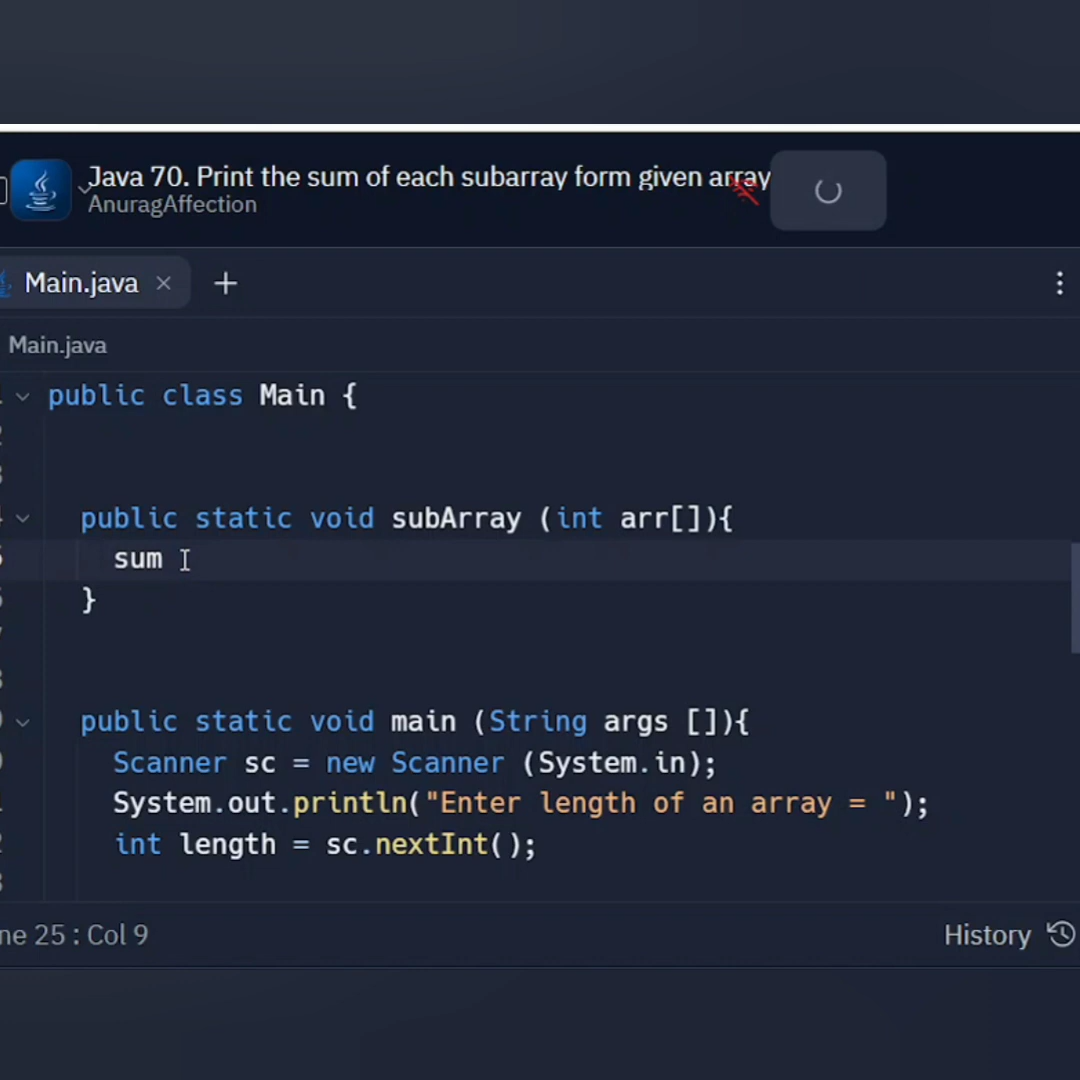 Java 70. Print the sum of each subarray form given array
AnuragAffection
Main.java
Main.java
public class Main {
public static void subArray (int arr[]){
sum
}
public static void main (String args []){
Scanner sc = new Scanner (System.in);
System.out.println("Enter length of an array = ");
int length = sc.nextInt();
ne 25 : Col 9
History